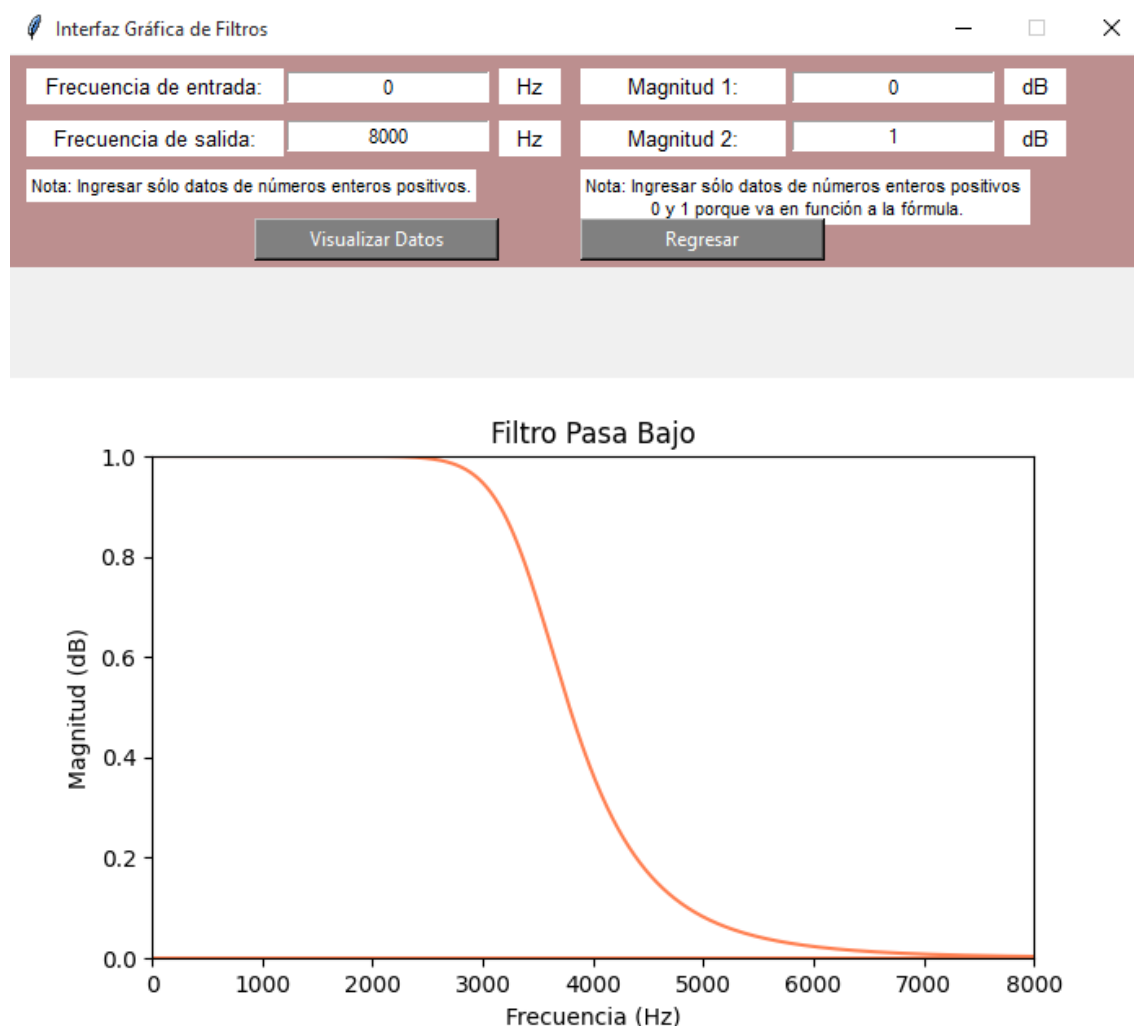 Interfaz Gráfica de Filtros
Frecuencia de entrada: 0 Hz Magnitud 1: 0 dB
Frecuencia de salida: 8000 Hz Magnitud 2: 1 dB
Nota: Ingresar sólo datos de números enteros positivos.
Nota: Ingresar sólo datos de números enteros positivos
0 y 1 porque va en función a la fórmula.
Visualizar Datos Regresar
Filtro Pasa Bajo
Magnitud (dB)
1.0
0.8
0.6
0.4
0.2
0.0
0 1000 2000 3000 4000 5000 6000 7000 8000
Frecuencia (Hz)